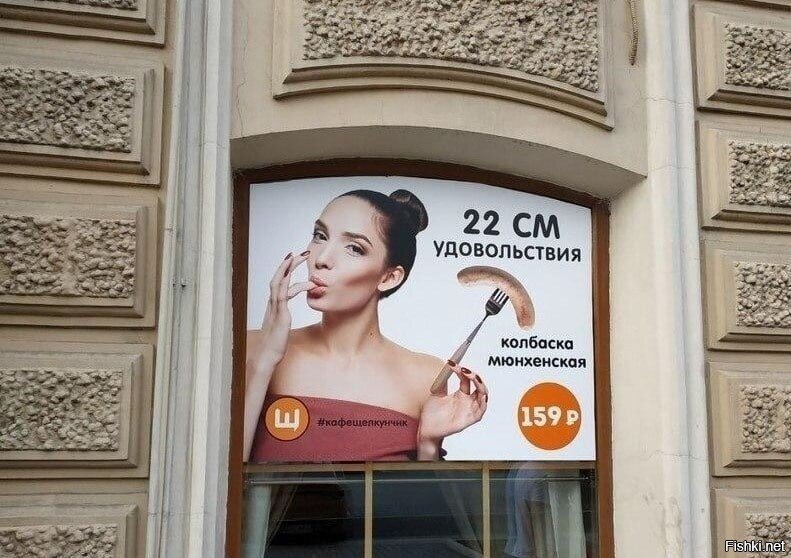 22 СМ
УДОВОЛЬСТВИЯ
колбаска
мюнхенская
159 ₽
Щ
#кафещелкунчик
Fishki.net